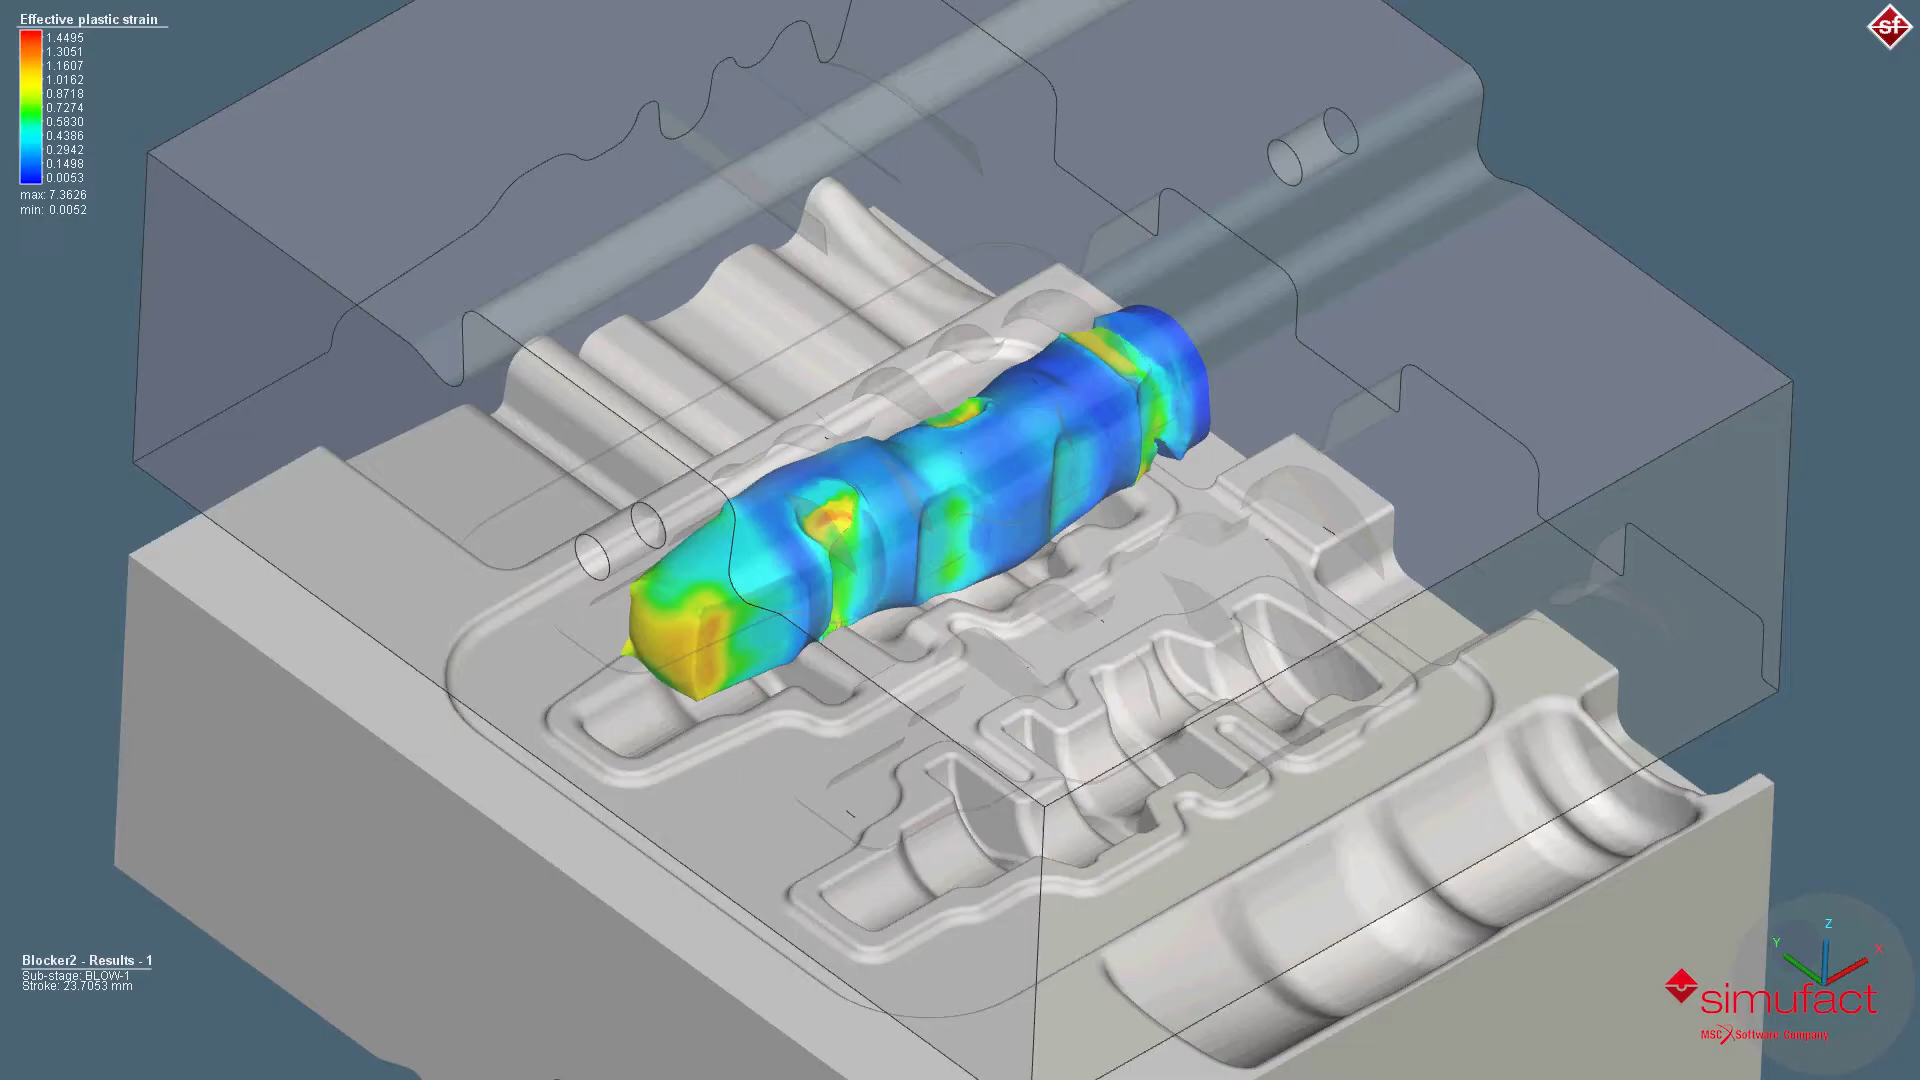 Effective plastic strain
1.4495
1.3051
1.1607
1.0162
0.8718
0.7274
0.5830
0.4386
0.2942
0.1498
0.0053
max: 7.3626
min: 0.0052
sf
Blocker2 - Results - 1
Sub-stage: BLOW-1
Stroke: 23.7053 mm
Z
Y
X
simufact
MSC Software Company